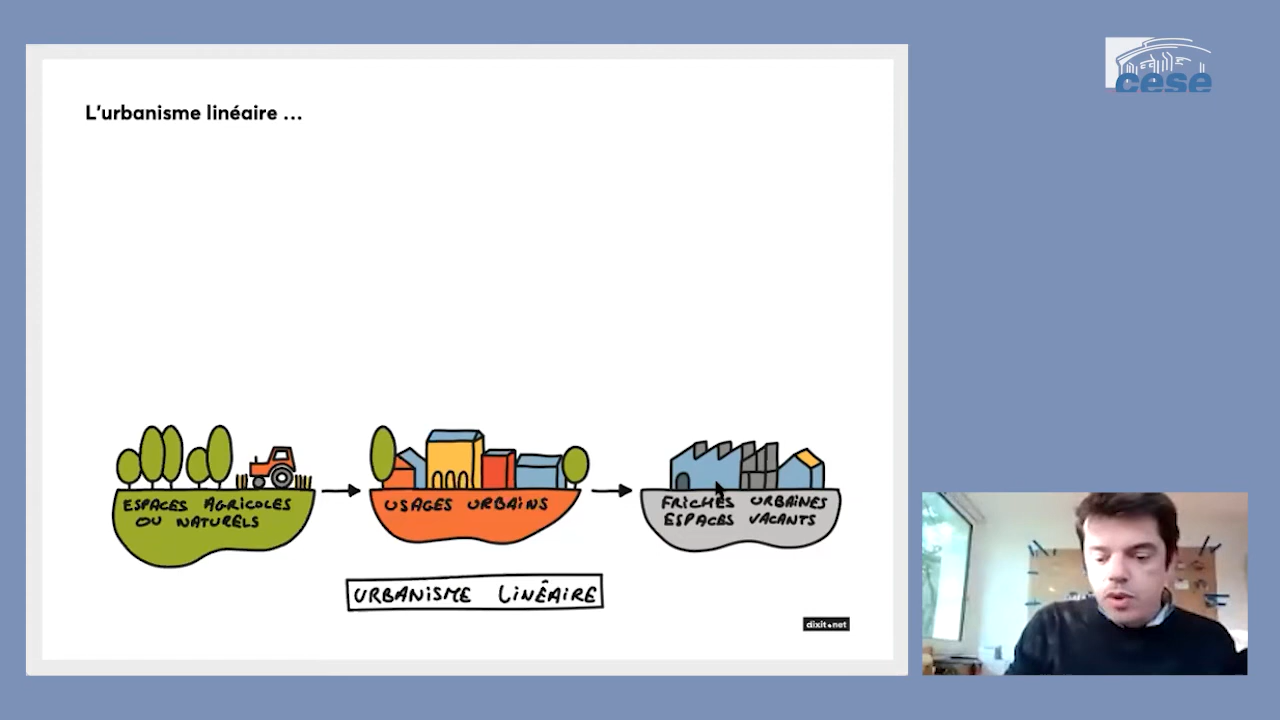 L'urbanisme linéaire ...
cese
ESPACES AGRICOLES
OU NATURELS
USAGES URBAINS
FRICHES URBAINES
ESPACES VACANTS
URBANISME LINÉAIRE
dixit.net